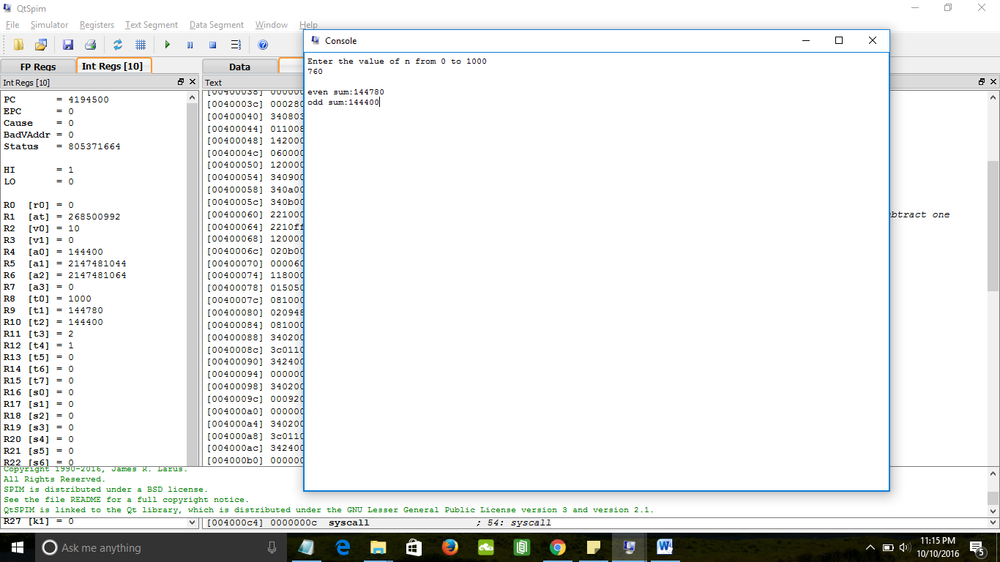 QtSpim
File Simulator Registers Text Segment Data Segment Window Help
FP Regs
Int Regs [10]
Data
Int Regs [10]
Text
PC = 4194500
EPC = 0
Cause = 0
BadVAddr = 0
Status = 805371664
HI = 1
LO = 0
R0 [r0] = 0
R1 [at] = 268500992
R2 [v0] = 10
R3 [v1] = 0
R4 [a0] = 144400
R5 [a1] = 2147481044
R6 [a2] = 2147481064
R7 [a3] = 0
R8 [t0] = 1000
R9 [t1] = 144780
R10 [t2] = 144400
R11 [t3] = 2
R12 [t4] = 1
R13 [t5] = 0
R14 [t6] = 0
R15 [t7] = 0
R16 [s0] = 0
R17 [s1] = 0
R18 [s2] = 0
R19 [s3] = 0
R20 [s4] = 0
R21 [s5] = 0
R22 [s6] = 0
R27 [k1] = 0
[00400038] 000000
[0040003c] 000280
[00400040] 340803
[00400044] 011008
[00400048] 142000
[0040004c] 060000
[00400050] 120000
[00400054] 340900
[00400058] 340a00
[0040005c] 340b00
[00400060] 221000
btract one
[00400064] 2210ff
[00400068] 120000
[0040006c] 020b00
[00400070] 000060
[00400074] 118000
[00400078] 015050
[0040007c] 081000
[00400080] 020948
[00400084] 081000
[00400088] 340200
[0040008c] 3c0110
[00400090] 342400
[00400094] 000000
[00400098] 340200
[0040009c] 000920
[004000a0] 000000
[004000a4] 340200
[004000a8] 3c0110
[004000ac] 342400
[004000b0] 000000
[004000c4] 0000000c syscall ; 54: syscall
Console
Enter the value of n from 0 to 1000
760
even sum:144780
odd sum:144400
Copyright 1990-2016, James R. Larus.
All Rights Reserved.
SPIM is distributed under a BSD license.
See the file README for a full copyright notice.
QtSPIM is linked to the Qt library, which is distributed under the GNU Lesser General Public License version 3 and version 2.1.
Ask me anything
11:15 PM
10/10/2016
5